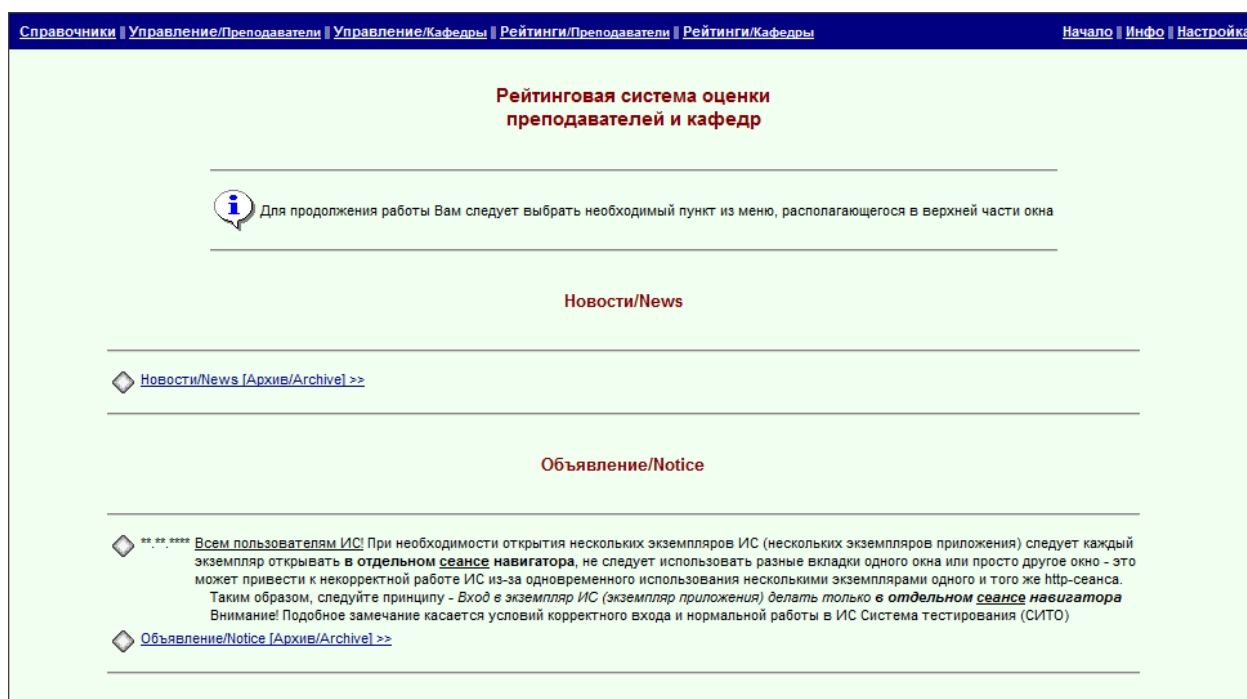 Справочники || Управление/Преподаватели || Управление/Кафедры || Рейтинги/Преподаватели || Рейтинги/Кафедры Начало || Инфо || Настройка
Рейтинговая система оценки
преподавателей и кафедр
Для продолжения работы Вам следует выбрать необходимый пункт из меню, располагающегося в верхней части окна
Новости/News
Новости/News [Архив/Archive] >>
Объявление/Notice
**.**.**** Всем пользователям ИС! При необходимости открытия нескольких экземпляров ИС (нескольких экземпляров приложения) следует каждый
экземпляр открывать в отдельном сеансе навигатора, не следует использовать разные вкладки одного окна или просто другое окно - это
может привести к некорректной работе ИС из-за одновременного использования несколькими экземплярами одного и того же http-сеанса.
Таким образом, следуйте принципу - Вход в экземпляр ИС (экземпляр приложения) делать только в отдельном сеансе навигатора
Внимание! Подобное замечание касается условий корректного входа и нормальной работы в ИС Система тестирования (СИТО)
Объявление/Notice [Архив/Archive] >>